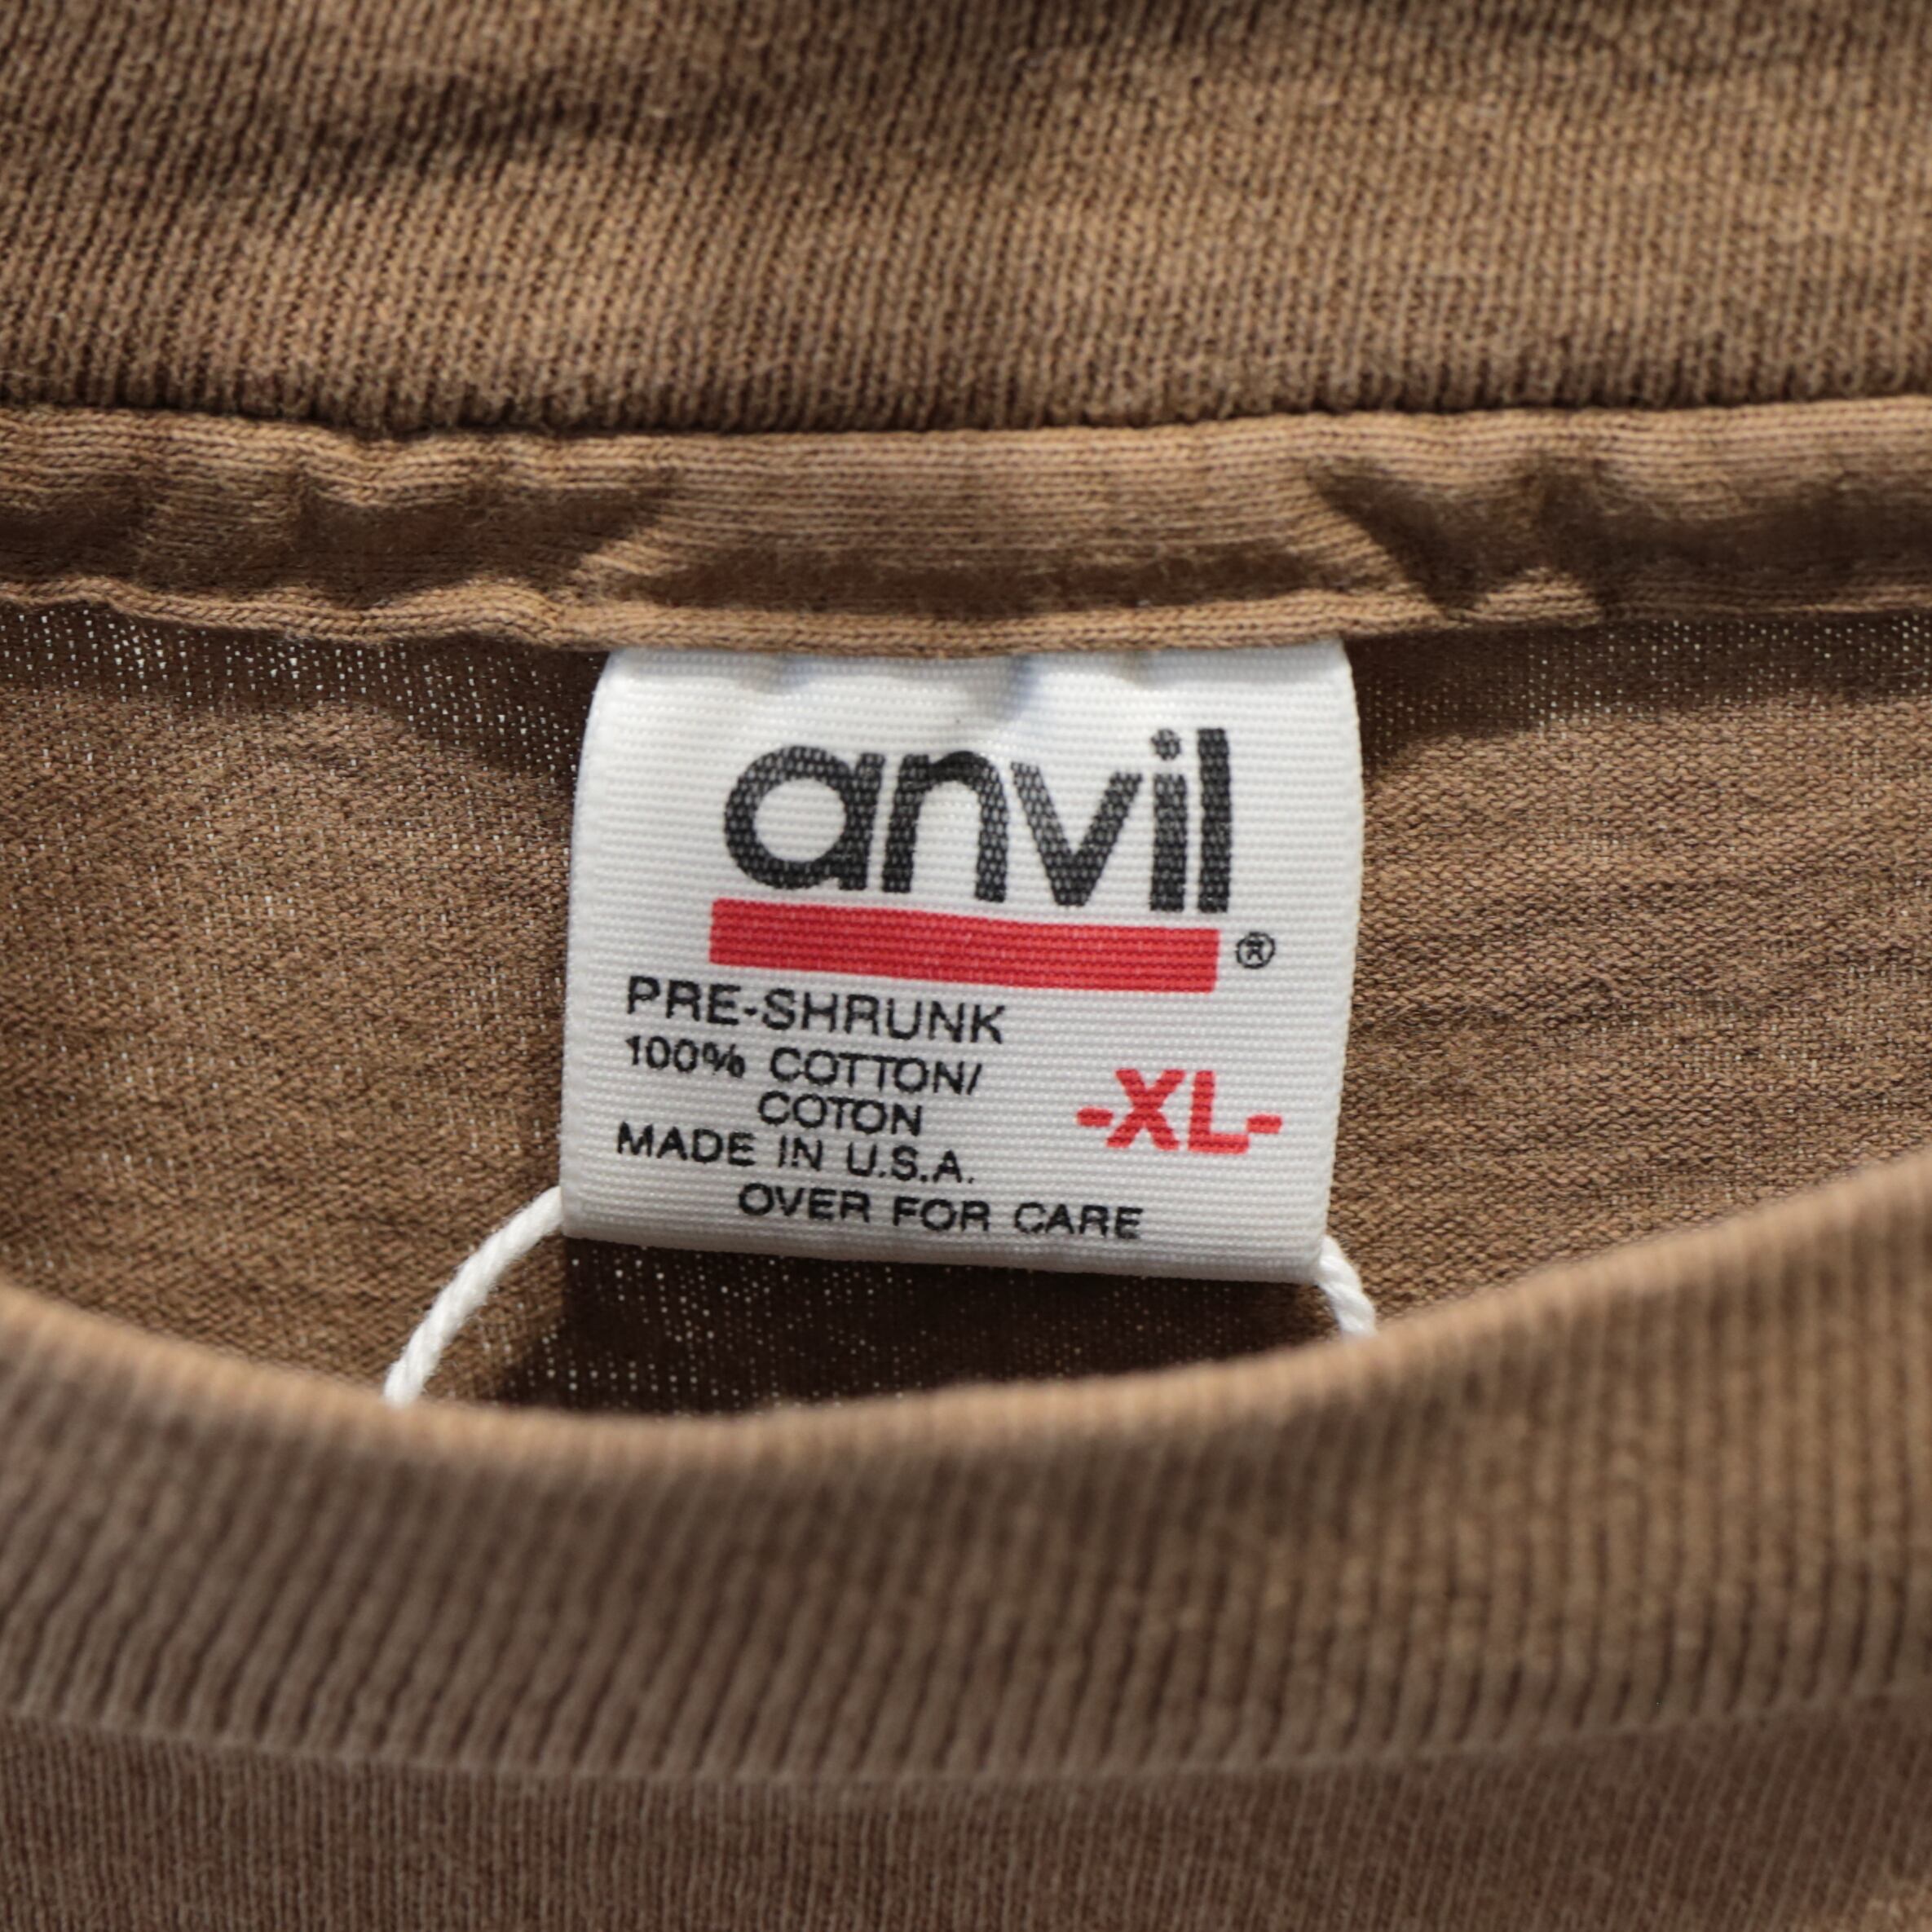 anvil
®
PRE-SHRUNK
100% COTTON/
COTON
-XL-
MADE IN U.S.A.
OVER FOR CARE